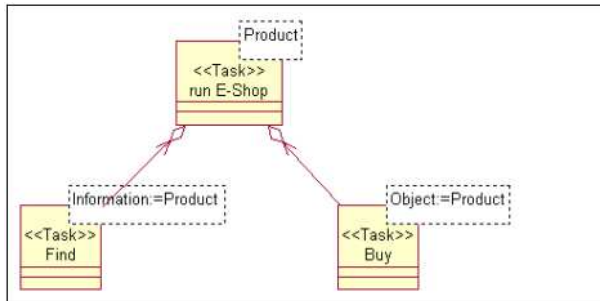 Product
<<Task>>
run E-Shop
Information:=Product
<<Task>>
Find
Object:=Product
<<Task>>
Buy